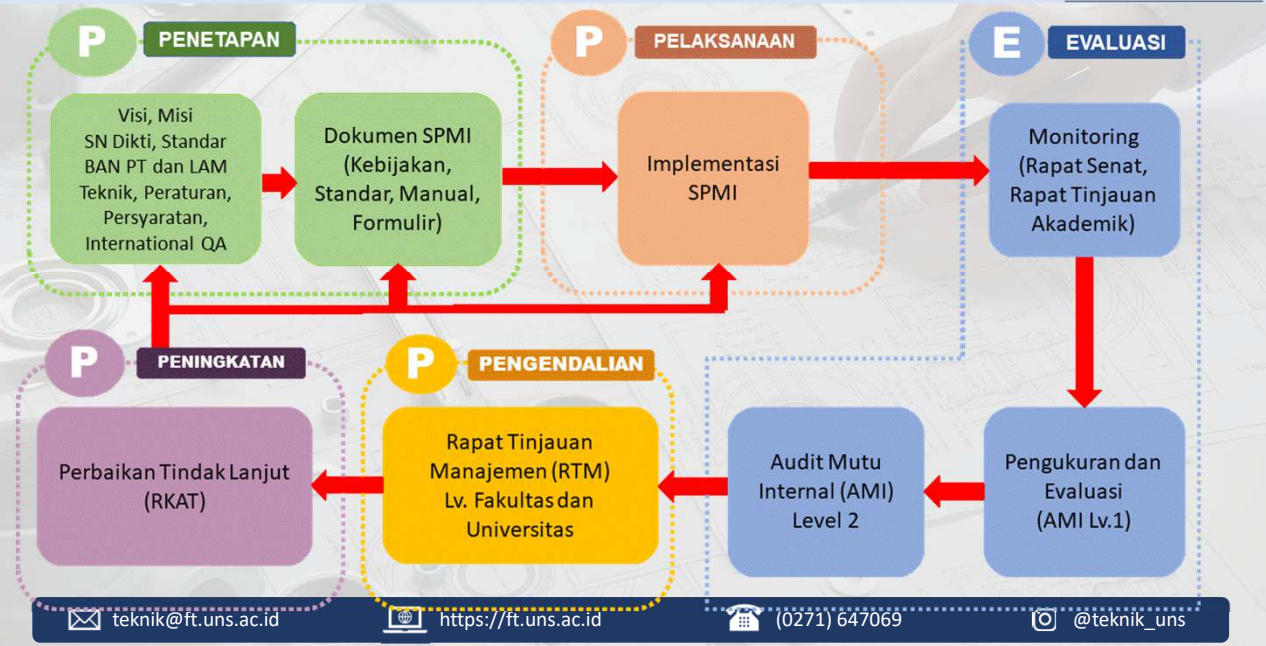 P
PENETAPAN
Visi, Misi
SN Dikti, Standar
BAN PT dan LAM
Teknik, Peraturan,
Persyaratan,
International QA
Dokumen SPMI
(Kebijakan,
Standar, Manual,
Formulir)
P
PELAKSANAAN
Implementasi
SPMI
E
EVALUASI
Monitoring
(Rapat Senat,
Rapat Tinjauan
Akademik)
Pengukuran dan
Evaluasi
(AMI Lv.1)
Audit Mutu
Internal (AMI)
Level 2
P
PENGENDALIAN
Rapat Tinjauan
Manajemen (RTM)
Lv. Fakultas dan
Universitas
P
PENINGKATAN
Perbaikan Tindak Lanjut
(RKAT)
teknik@ft.uns.ac.id
https://ft.uns.ac.id
(0271) 647069
@teknik_uns